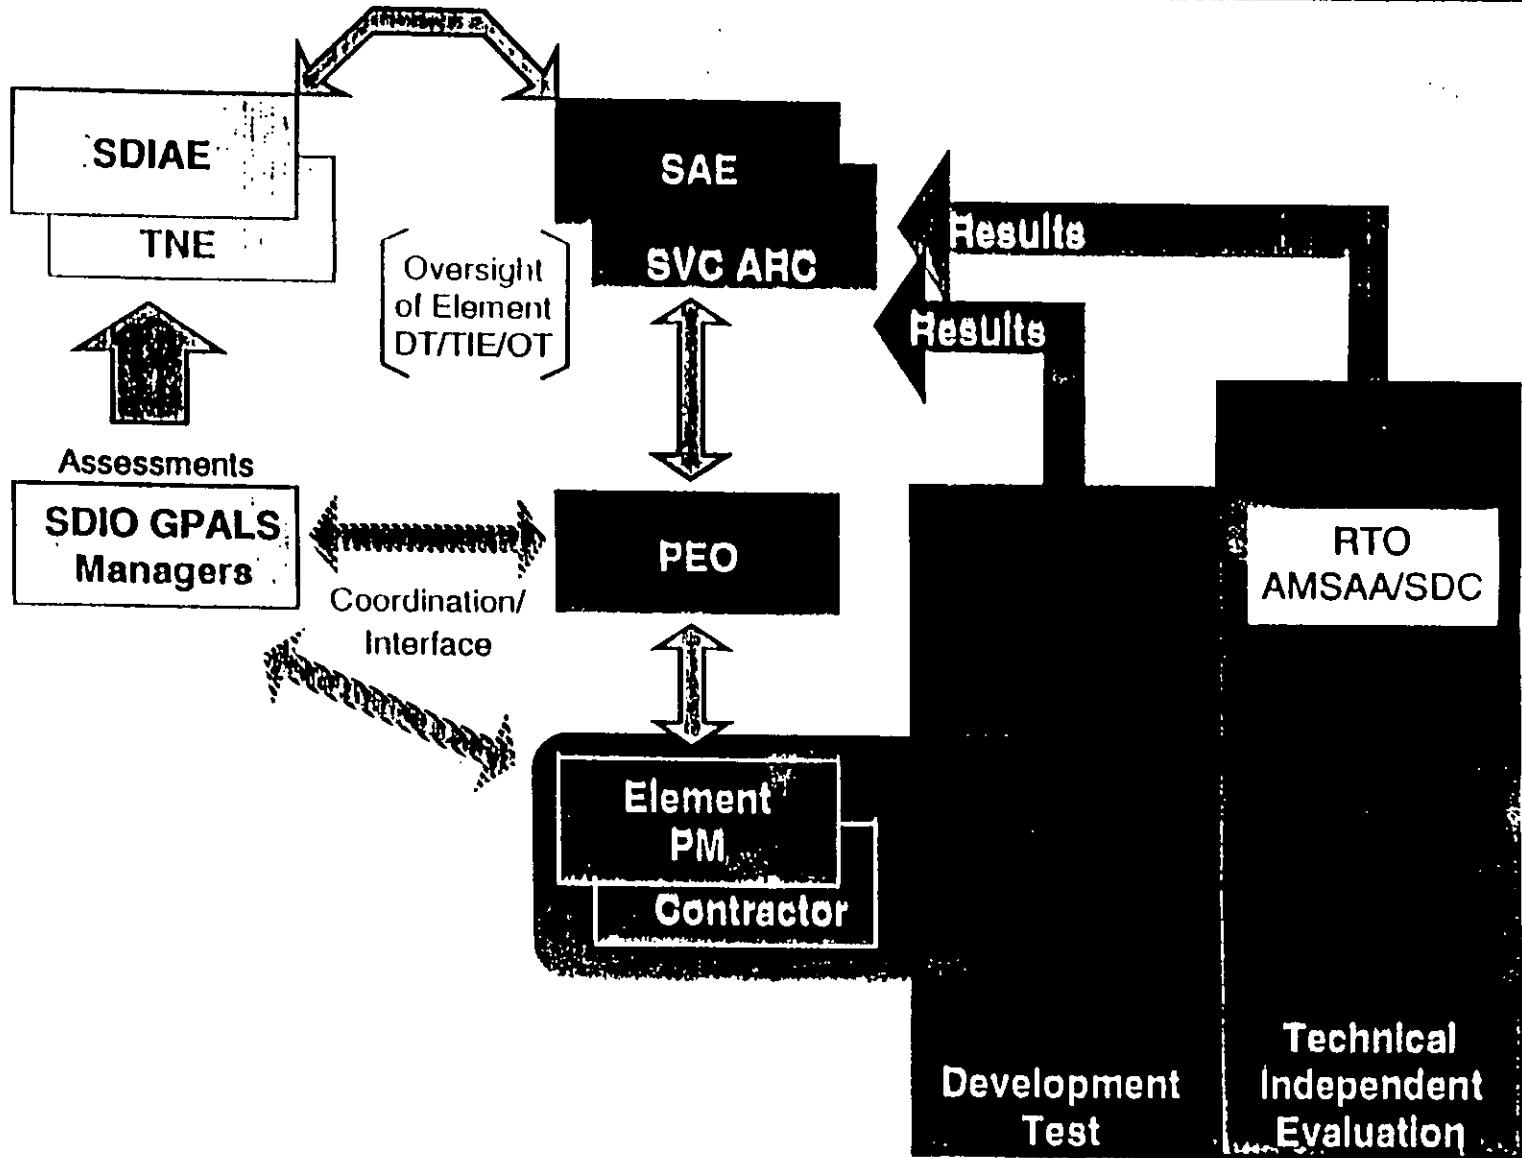 SDIAE
TNE
SAE
SVC ARC
Oversight
of Element
DT/TIE/OT
Results
Results
Assessments
SDIO GPALS
Managers
Coordination/
Interface
PEO
RTO
AMSAA/SDC
Element
PM
Contractor
Development
Test
Technical
Independent
Evaluation